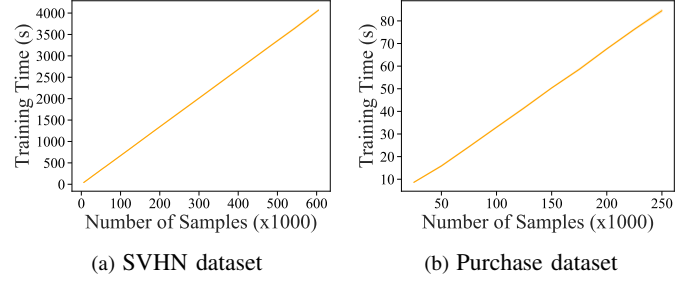 4000
3500
3000
2500
2000
1500
1000
500
0
Training Time (s)
0 100 200 300 400 500 600
Number of Samples (x1000)
(a) SVHN dataset
80
70
60
50
40
30
20
10
Training Time (s)
50 100 150 200 250
Number of Samples (x1000)
(b) Purchase dataset